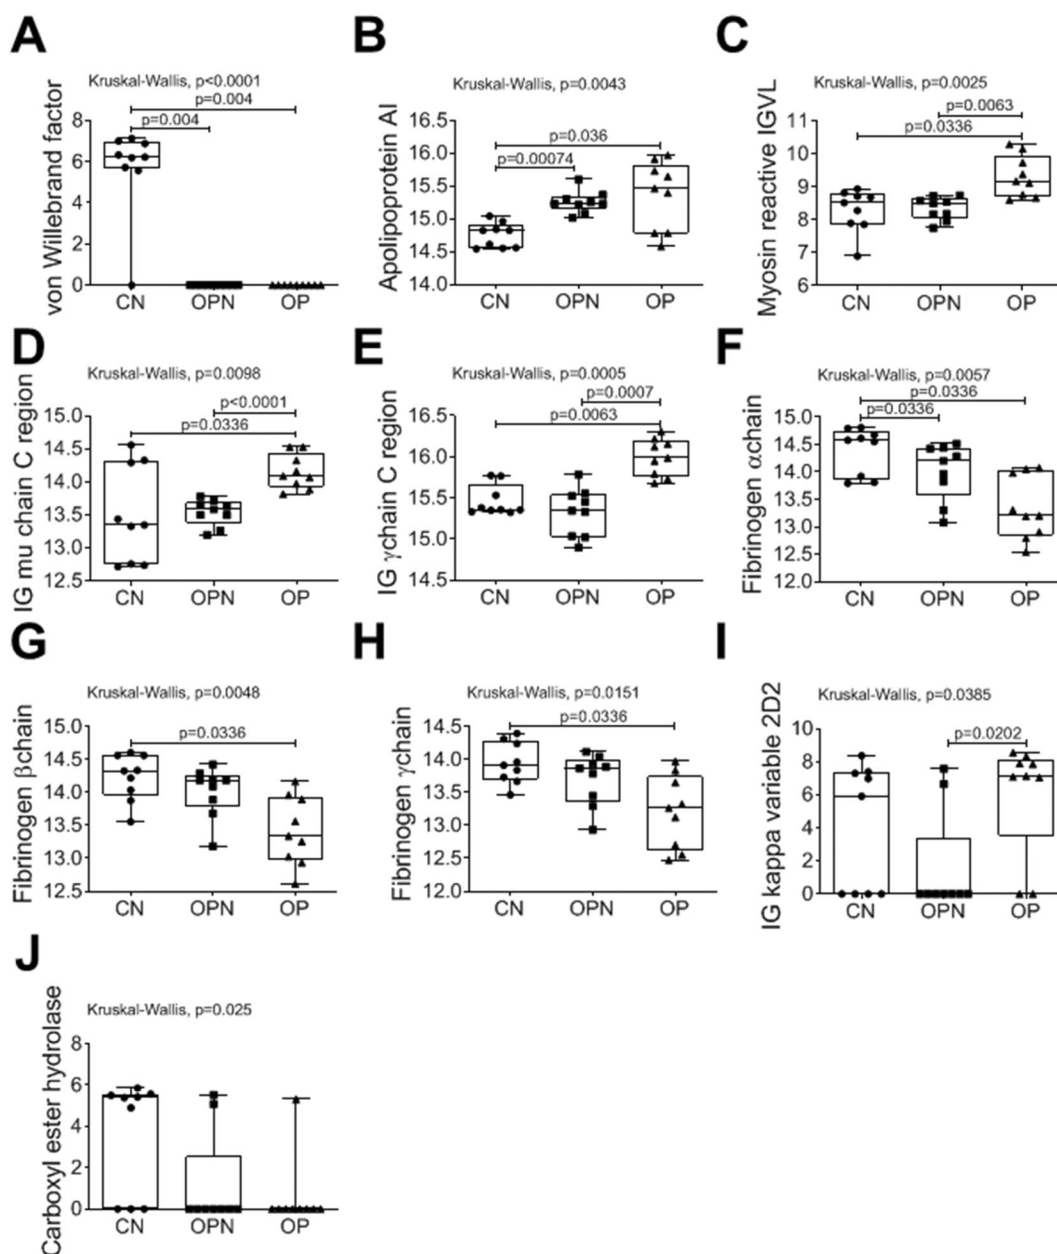 A
Kruskal-Wallis, p<0.0001
p=0.004
p=0.004
von Willebrand factor
8
6
4
2
0
CN OPN OP
B
Kruskal-Wallis, p=0.0043
p=0.036
p=0.00074
Apolipoprotein AI
16.5
16.0
15.5
15.0
14.5
14.0
CN OPN OP
C
Kruskal-Wallis, p=0.0025
p=0.0063
p=0.0336
Myosin reactive IGVL
11
10
9
8
7
6
CN OPN OP
D
Kruskal-Wallis, p=0.0098
p<0.0001
p=0.0336
IG mu chain C region
15.0
14.5
14.0
13.5
13.0
12.5
CN OPN OP
E
Kruskal-Wallis, p=0.0005
p=0.0007
p=0.0063
IG γchain C region
16.5
16.0
15.5
15.0
14.5
CN OPN OP
F
Kruskal-Wallis, p=0.0057
p=0.0336
p=0.0336
Fibrinogen αchain
15.0
14.5
14.0
13.5
13.0
12.5
12.0
CN OPN OP
G
Kruskal-Wallis, p=0.0048
p=0.0336
Fibrinogen βchain
15.0
14.5
14.0
13.5
13.0
12.5
CN OPN OP
H
Kruskal-Wallis, p=0.0151
p=0.0336
Fibrinogen γchain
14.5
14.0
13.5
13.0
12.5
12.0
CN OPN OP
I
Kruskal-Wallis, p=0.0385
p=0.0202
IG kappa variable 2D2
10
8
6
4
2
0
CN OPN OP
J
Kruskal-Wallis, p=0.025
Carboxyl ester hydrolase
8
6
4
2
0
CN OPN OP